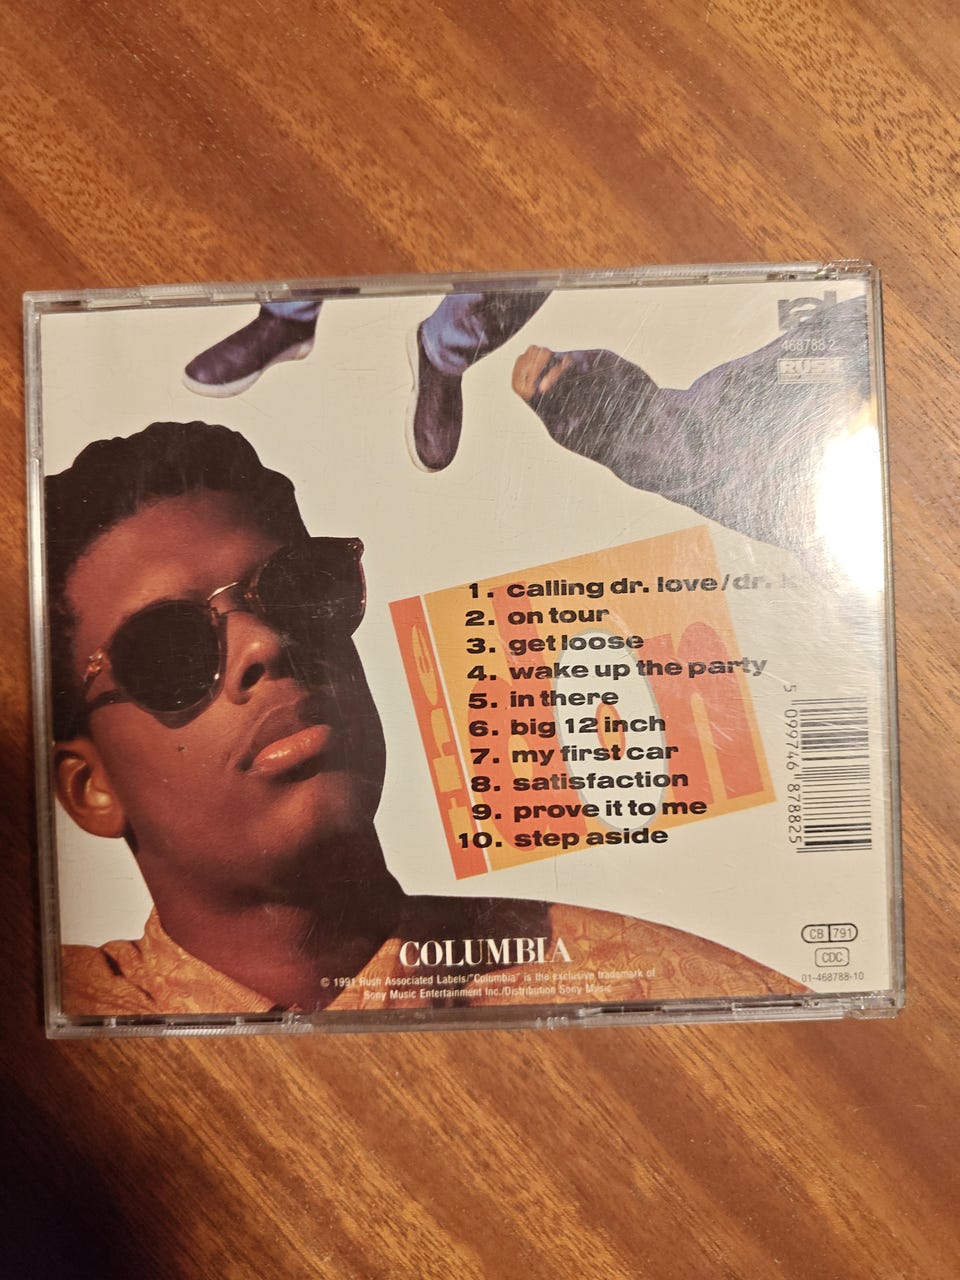 ral
468788 2
RUSH
the don
1. calling dr. love/dr.
2. on tour
3. get loose
4. wake up the party
5. in there
6. big 12 inch
7. my first car
8. satisfaction
9. prove it to me
10. step aside
5 099746 878825
COLUMBIA
© 1991 Rush Associated Labels/"Columbia" is the exclusive trademark of
Sony Music Entertainment Inc./Distribution Sony Music
CB 791
CDC
01-468788-10